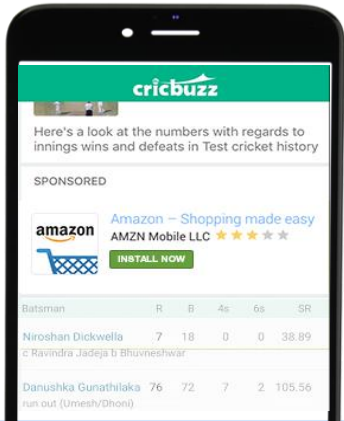 cricbuzz
Here's a look at the numbers with regards to
innings wins and defeats in Test cricket history
SPONSORED
amazon
Amazon – Shopping made easy
AMZN Mobile LLC
INSTALL NOW
Batsman R B 4s 6s SR
Niroshan Dickwella 7 18 0 0 38.89
c Ravindra Jadeja b Bhuvneshwar
Danushka Gunathilaka 76 72 7 2 105.56
run out (Umesh/Dhoni)